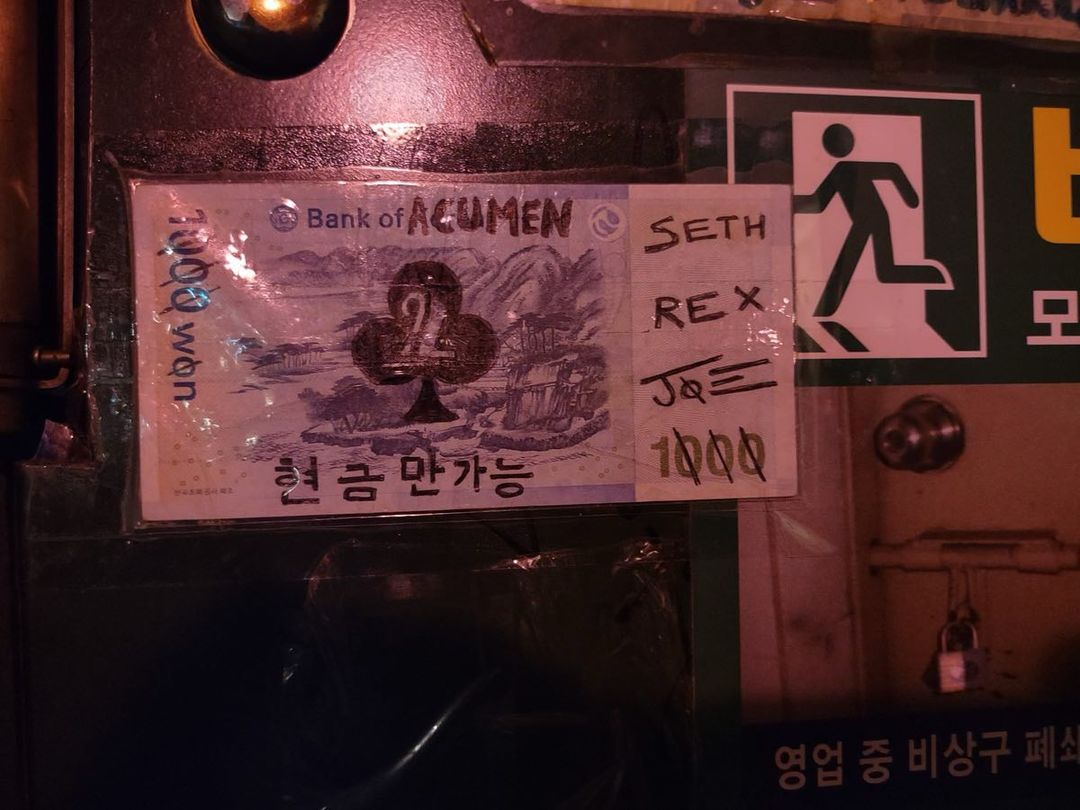 Bank of ACUMEN
1000 won
SETH
REX
JOE
1000
현금만가능
모
영업 중 비상구 폐쇄